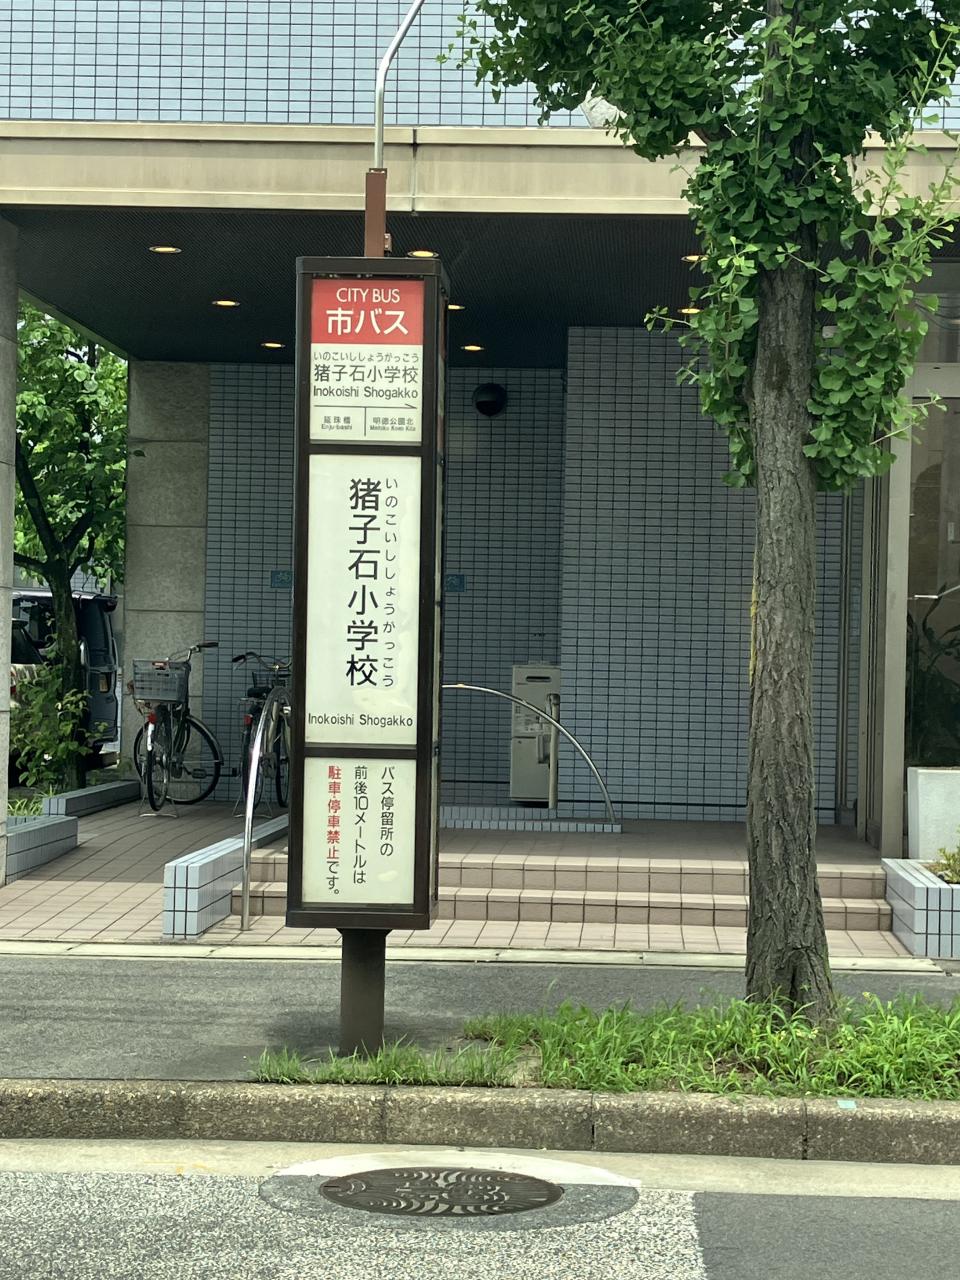 CITY BUS
市バス
いのこいししょうがっこう
猪子石小学校
Inokoishi Shogakko
延珠橋
Enju-bashi
明徳公園北
Meitoku Koen Kita
いのこいししょうがっこう
猪子石小学校
Inokoishi Shogakko
バス停留所の
前後10メートルは
駐車・停車禁止です。